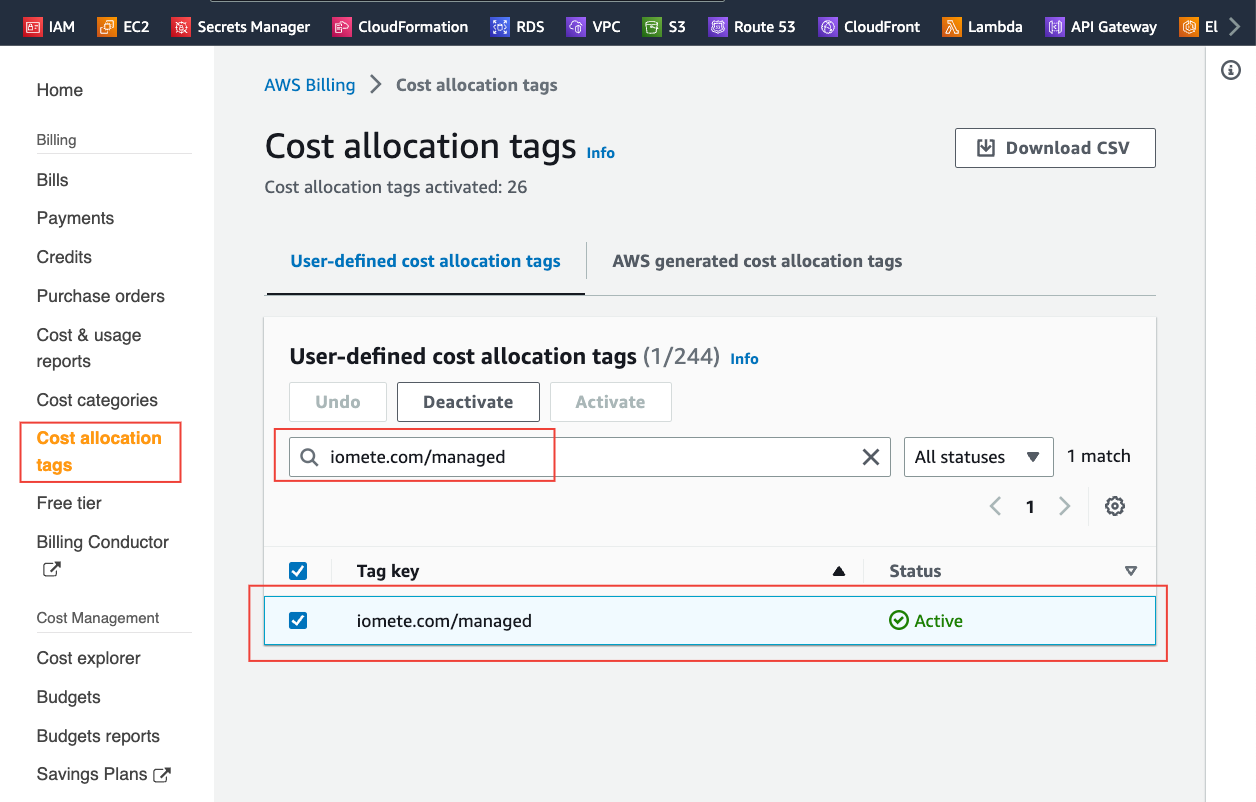 IAM EC2 Secrets Manager CloudFormation RDS VPC S3 Route 53 CloudFront Lambda API Gateway El
Home
Billing
Bills
Payments
Credits
Purchase orders
Cost & usage
reports
Cost categories
Cost allocation
tags
Free tier
Billing Conductor
Cost Management
Cost explorer
Budgets
Budgets reports
Savings Plans
AWS Billing Cost allocation tags
Cost allocation tags Info
Download CSV
Cost allocation tags activated: 26
User-defined cost allocation tags AWS generated cost allocation tags
User-defined cost allocation tags (1/244) Info
Undo Deactivate Activate
iomete.com/managed All statuses 1 match
1
Tag key Status
iomete.com/managed Active